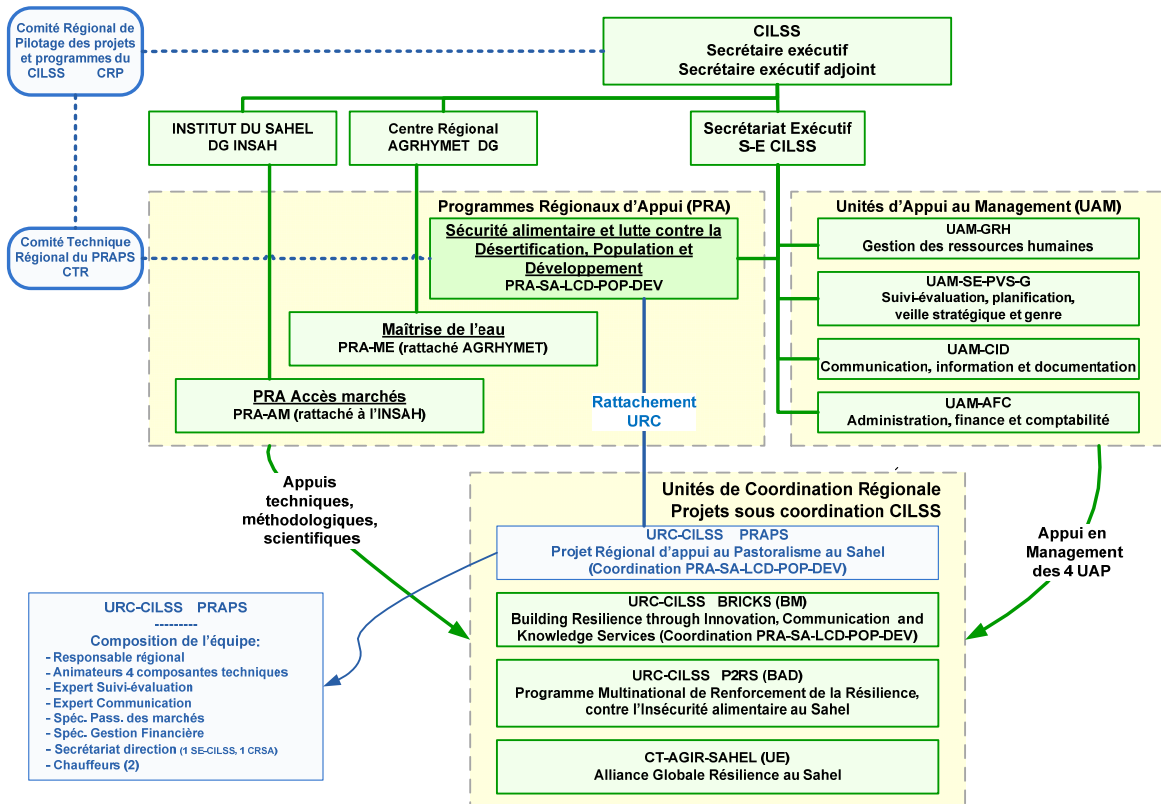 Comité Régional de
Pilotage des projets
et programmes du
CILSS CRP
CILSS
Secrétaire exécutif
Secrétaire exécutif adjoint
INSTITUT DU SAHEL
DG INSAH
Centre Régional
AGRHYMET DG
Secrétariat Exécutif
S-E CILSS
Comité Technique
Régional du PRAPS
CTR
Programmes Régionaux d'Appui (PRA)
Sécurité alimentaire et lutte contre la
Désertification, Population et
Développement
PRA-SA-LCD-POP-DEV
Maîtrise de l'eau
PRA-ME (rattaché AGRHYMET)
PRA Accès marchés
PRA-AM (rattaché à l'INSAH)
Unités d'Appui au Management (UAM)
UAM-GRH
Gestion des ressources humaines
UAM-SE-PVS-G
Suivi-évaluation, planification,
veille stratégique et genre
UAM-CID
Communication, information et documentation
UAM-AFC
Administration, finance et comptabilité
Rattachement
URC
Appuis
techniques,
méthodologiques,
scientifiques
Appui en
Management
des 4 UAP
Unités de Coordination Régionale
Projets sous coordination CILSS
URC-CILSS PRAPS
Projet Régional d'appui au Pastoralisme au Sahel
(Coordination PRA-SA-LCD-POP-DEV)
URC-CILSS BRICKS (BM)
Building Resilience through Innovation, Communication and
Knowledge Services (Coordination PRA-SA-LCD-POP-DEV)
URC-CILSS P2RS (BAD)
Programme Multinational de Renforcement de la Résilience,
contre l'Insécurité alimentaire au Sahel
CT-AGIR-SAHEL (UE)
Alliance Globale Résilience au Sahel
URC-CILSS PRAPS
---------
Composition de l'équipe:
- Responsable régional
- Animateurs 4 composantes techniques
- Expert Suivi-évaluation
- Expert Communication
- Spéc. Pass. des marchés
- Spéc. Gestion Financière
- Secrétariat direction (1 SE-CILSS, 1 CRSA)
- Chauffeurs (2)